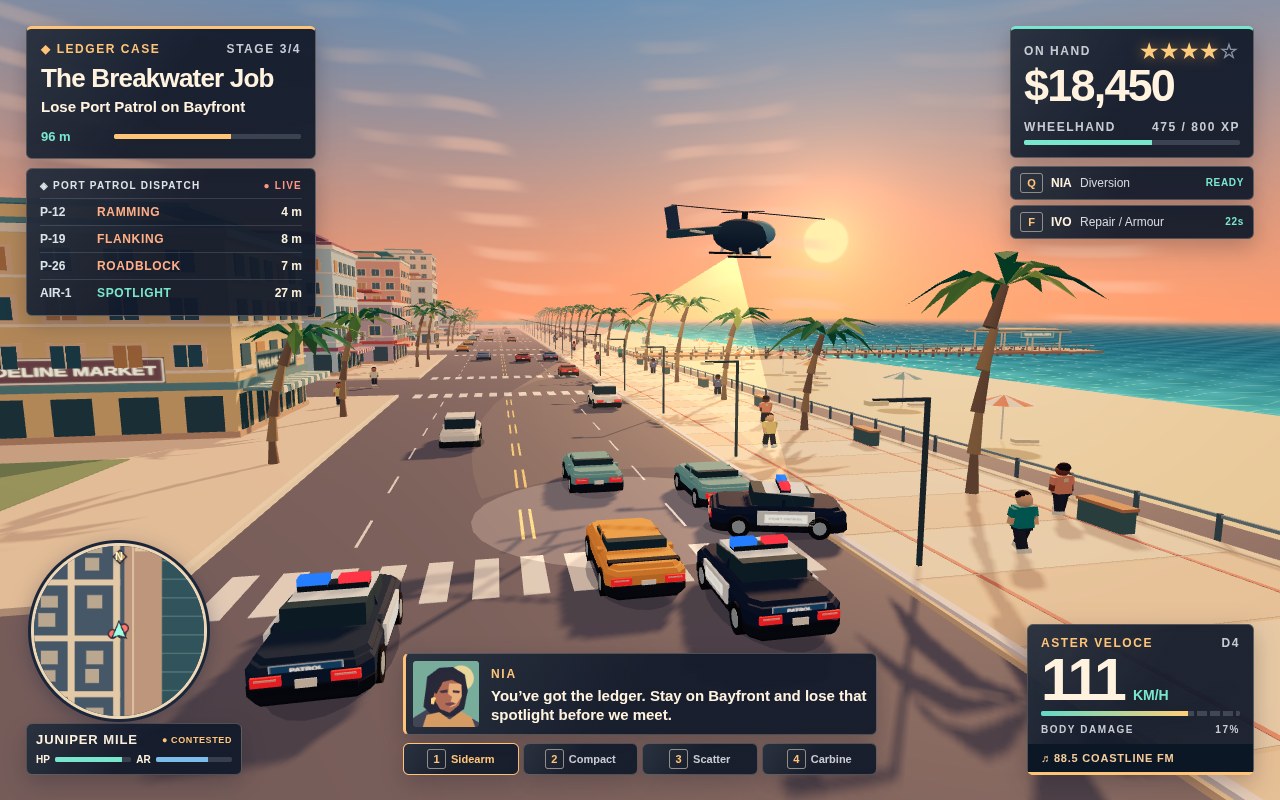 ◆ LEDGER CASE STAGE 3/4
The Breakwater Job
Lose Port Patrol on Bayfront
96 m
◆ PORT PATROL DISPATCH ● LIVE
P-12 RAMMING 4 m
P-19 FLANKING 8 m
P-26 ROADBLOCK 7 m
AIR-1 SPOTLIGHT 27 m
ON HAND ★★★★☆
$18,450
WHEELHAND 475 / 800 XP
Q NIA Diversion READY
F IVO Repair / Armour 22s
DELINE MARKET
PATROL
PATROL
N
JUNIPER MILE ● CONTESTED
HP AR
NIA
You’ve got the ledger. Stay on Bayfront and lose that
spotlight before we meet.
1 Sidearm 2 Compact 3 Scatter 4 Carbine
ASTER VELOCE D4
111 KM/H
BODY DAMAGE 17%
♬ 88.5 COASTLINE FM